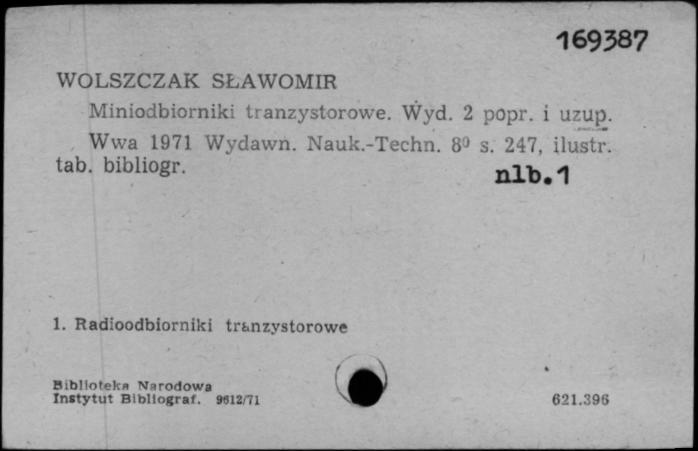 169387
WOLSZCZAK SŁAWOMIR
Miniodbiorniki tranzystorowe. Wyd. 2 popr. i uzup.
Wwa 1971 Wydawn. Nauk.-Techn. 8⁰ s. 247, ilustr.
tab. bibliogr.
nlb.1
1. Radioodbiorniki tranzystorowe
Biblioteka Narodowa
Instytut Bibliograf. 9612/71
621.396